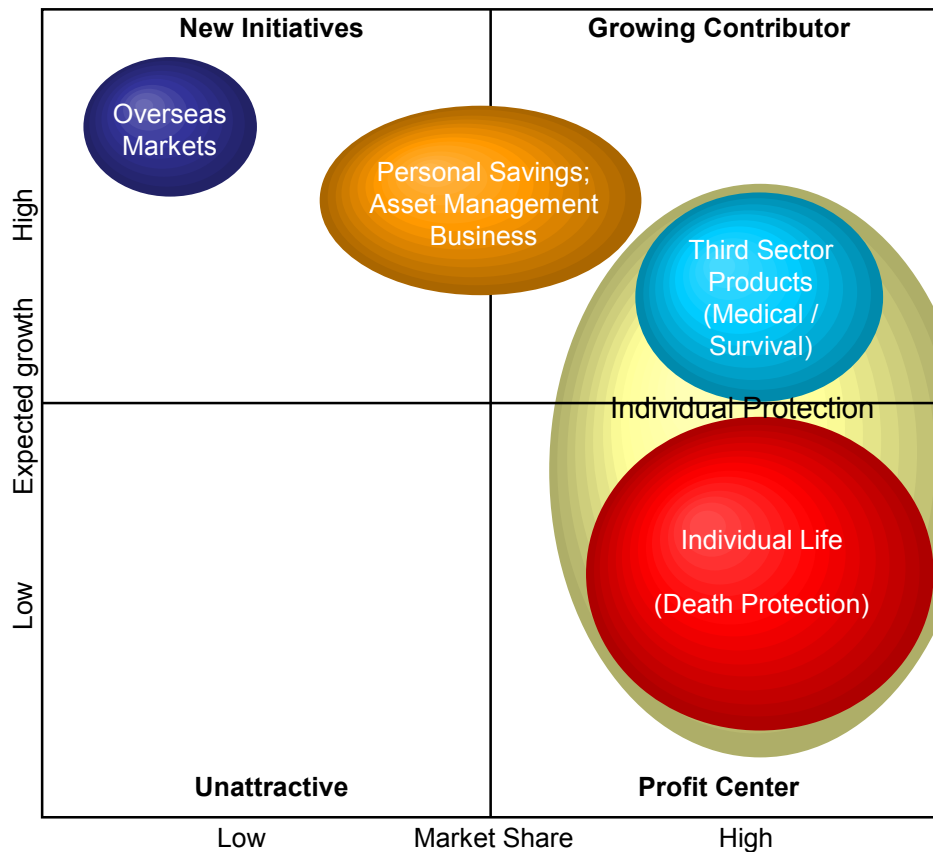 New Initiatives
Growing Contributor
Overseas
Markets
Personal Savings;
Asset Management
Business
Third Sector
Products
(Medical /
Survival)
High
Expected growth
Low
Individual Protection
Individual Life
(Death Protection)
Unattractive
Profit Center
Low
Market Share
High